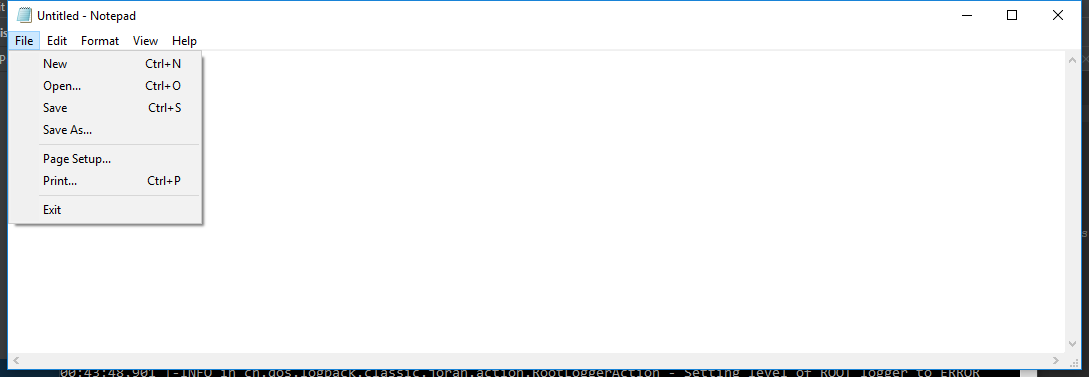 Untitled - Notepad
File Edit Format View Help
New Ctrl+N
Open... Ctrl+O
Save Ctrl+S
Save As...
Page Setup...
Print... Ctrl+P
Exit
00:43:48,901 |-INFO in ch.qos.logback.classic.joran.action.RootLoggerAction - Setting level of ROOT logger to ERROR